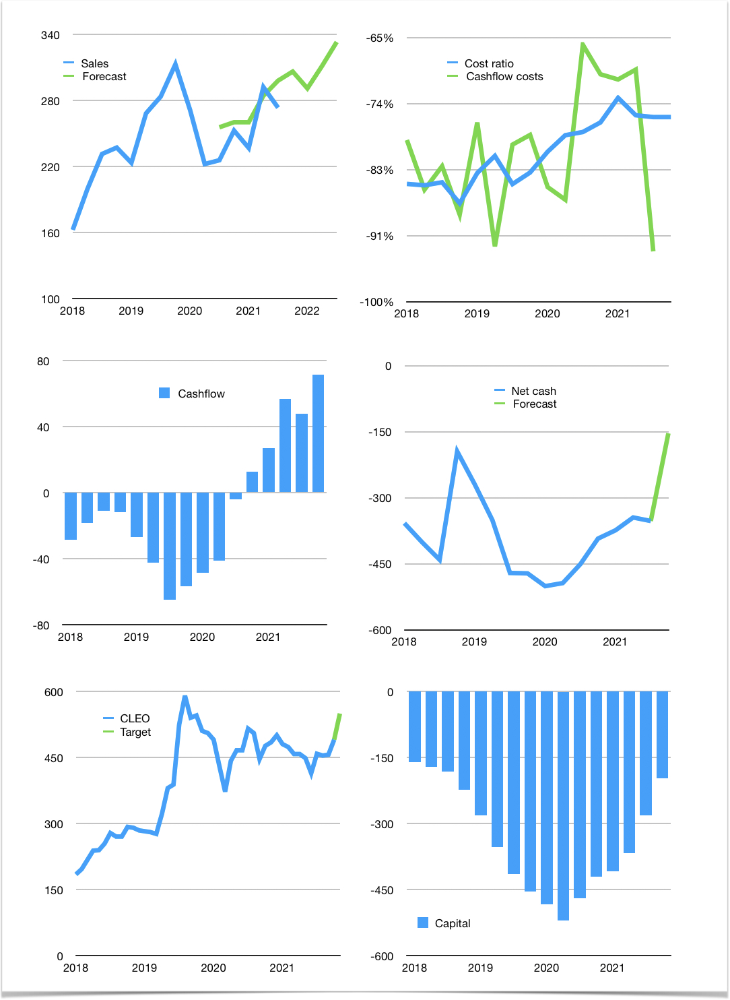 340
Sales
Forecast
280
220
160
100
2018 2019 2020 2021 2022
-65%
Cost ratio
Cashflow costs
-74%
-83%
-91%
-100%
2018 2019 2020 2021
80
Cashflow
40
0
-40
-80
2018 2019 2020 2021
0
Net cash
Forecast
-150
-300
-450
-600
2018 2019 2020 2021
600
CLEO
Target
450
300
150
0
2018 2019 2020 2021
0
-150
-300
-450
Capital
-600
2018 2019 2020 2021